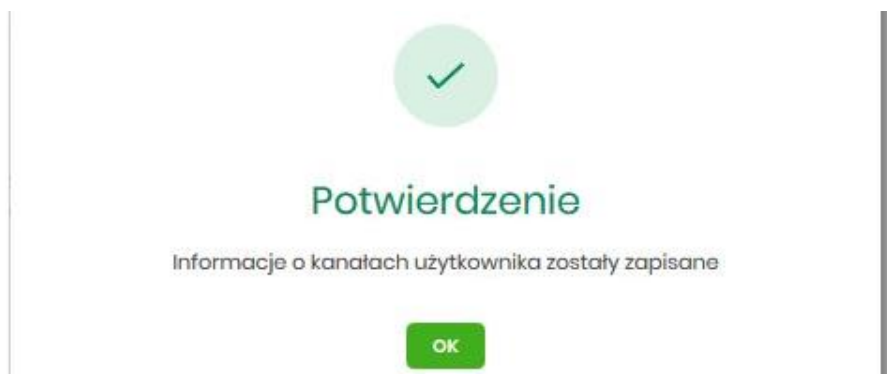 Potwierdzenie
Informacje o kanałach użytkownika zostały zapisane
OK